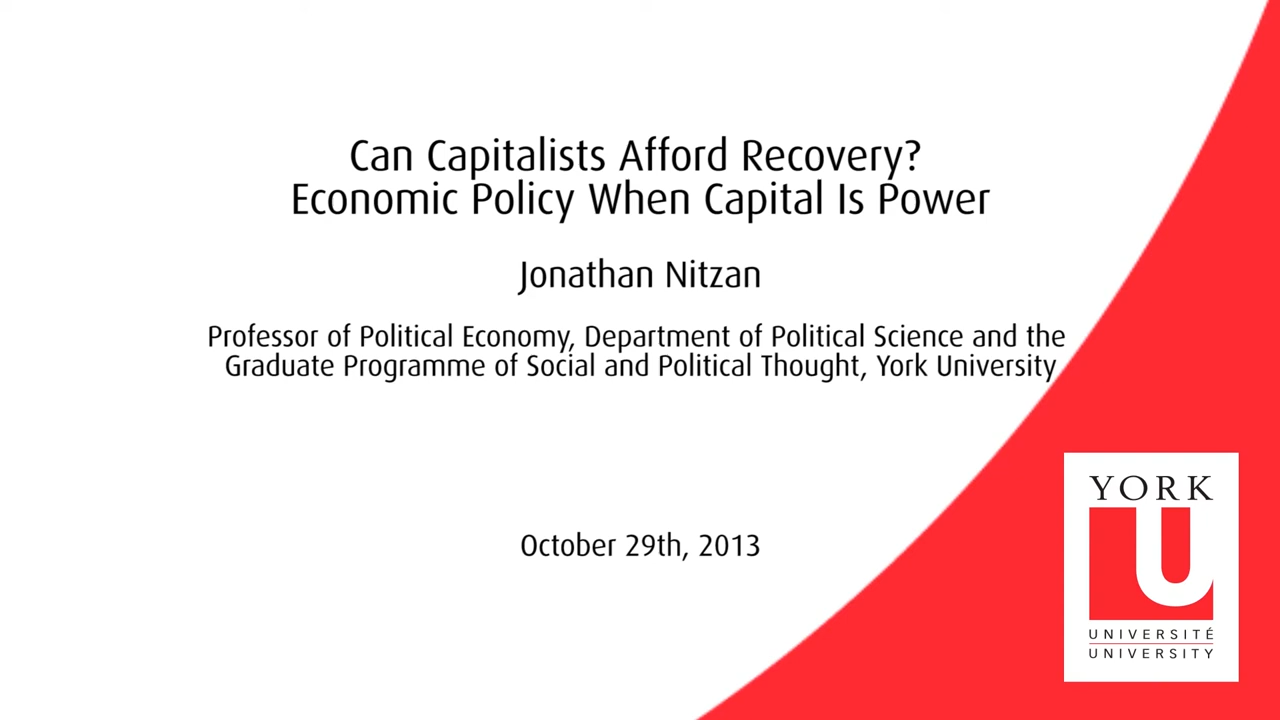 Can Capitalists Afford Recovery?
Economic Policy When Capital Is Power
Jonathan Nitzan
Professor of Political Economy, Department of Political Science and the
Graduate Programme of Social and Political Thought, York University
October 29th, 2013
YORK
U
UNIVERSITÉ
UNIVERSITY